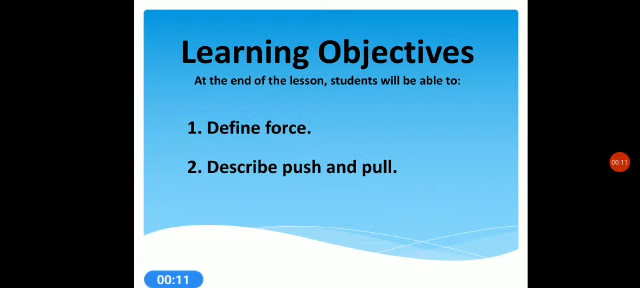 Learning Objectives
At the end of the lesson, students will be able to:
1. Define force.
2. Describe push and pull.
00:11
00:11